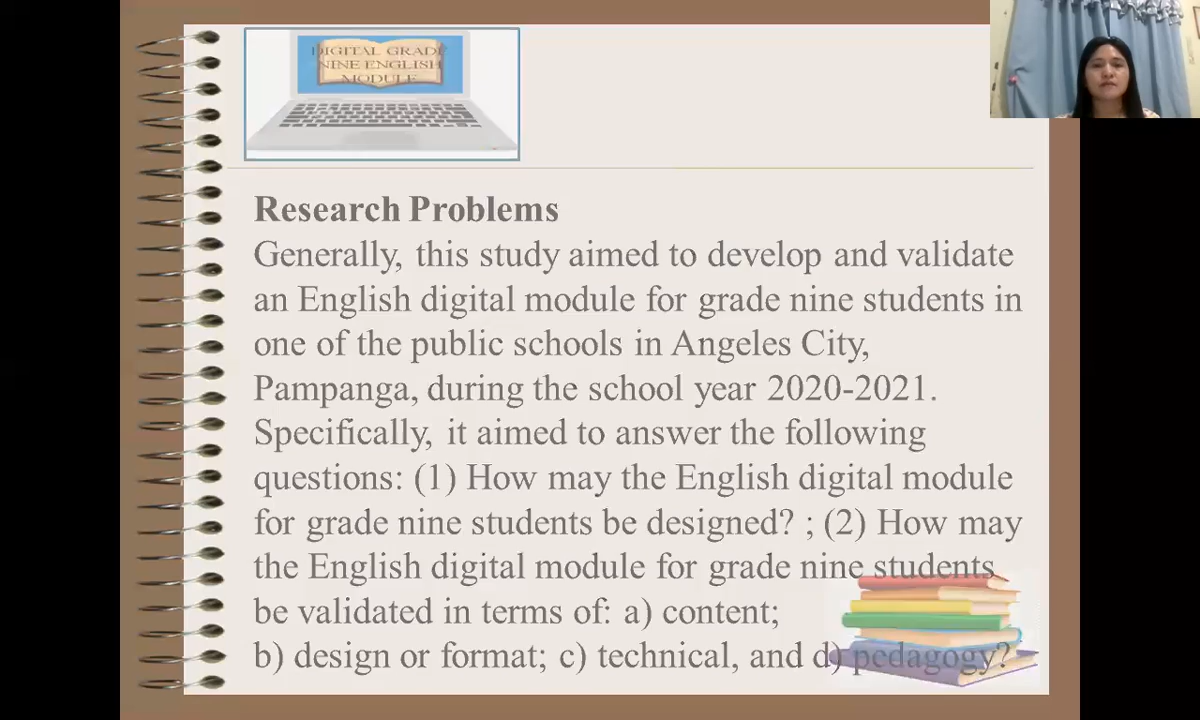 DIGITAL GRADE
NINE ENGLISH
MODULE
Research Problems
Generally, this study aimed to develop and validate
an English digital module for grade nine students in
one of the public schools in Angeles City,
Pampanga, during the school year 2020-2021.
Specifically, it aimed to answer the following
questions: (1) How may the English digital module
for grade nine students be designed? ; (2) How may
the English digital module for grade nine students
be validated in terms of: a) content;
b) design or format; c) technical, and d) pedagogy?